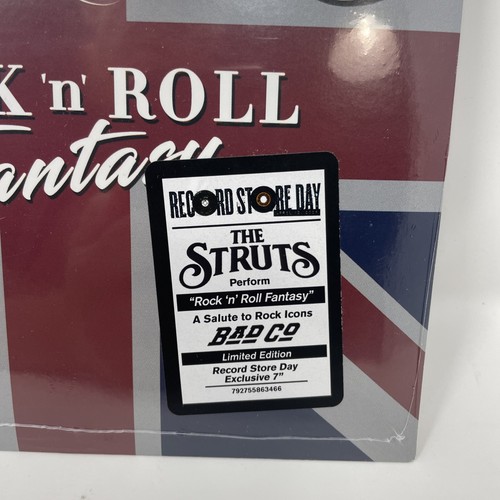 K 'n' ROLL
antasy
RECORD STORE DAY
THE
STRUTS
Perform
"Rock 'n' Roll Fantasy"
A Salute to Rock Icons
BAD CO
Limited Edition
Record Store Day
Exclusive 7"
792755863466